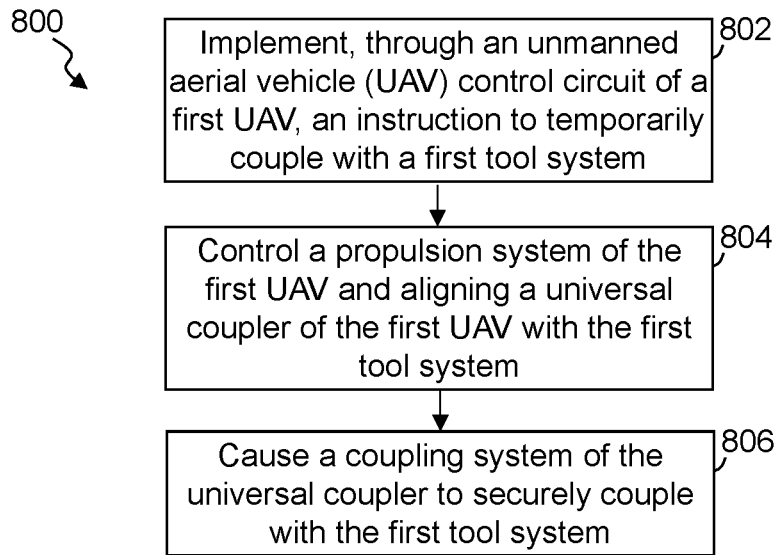 800
802
Implement, through an unmanned
aerial vehicle (UAV) control circuit of a
first UAV, an instruction to temporarily
couple with a first tool system
804
Control a propulsion system of the
first UAV and aligning a universal
coupler of the first UAV with the first
tool system
806
Cause a coupling system of the
universal coupler to securely couple
with the first tool system